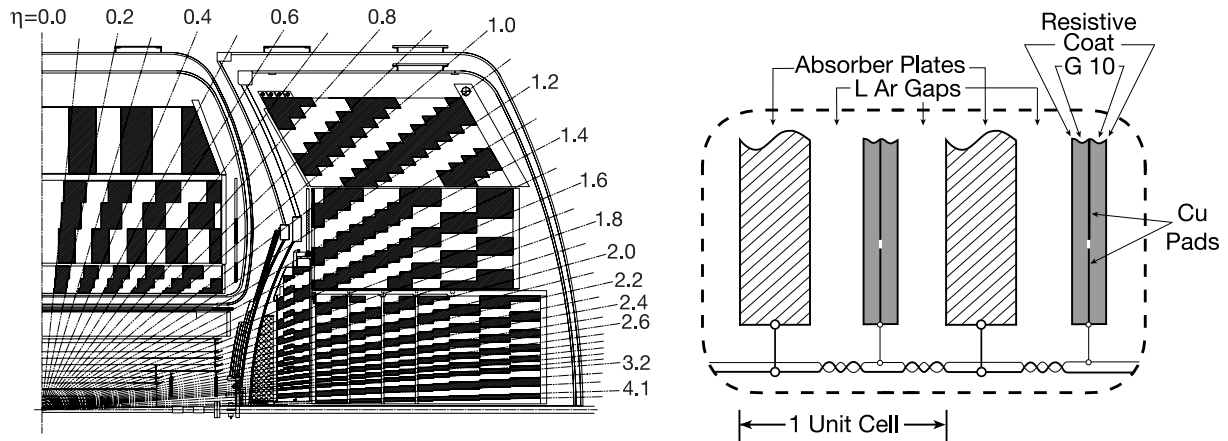 η=0.0
0.2
0.4
0.6
0.8
1.0
1.2
1.4
1.6
1.8
2.0
2.2
2.4
2.6
3.2
4.1
Resistive
Coat
G 10
Absorber Plates
L Ar Gaps
Cu
Pads
1 Unit Cell